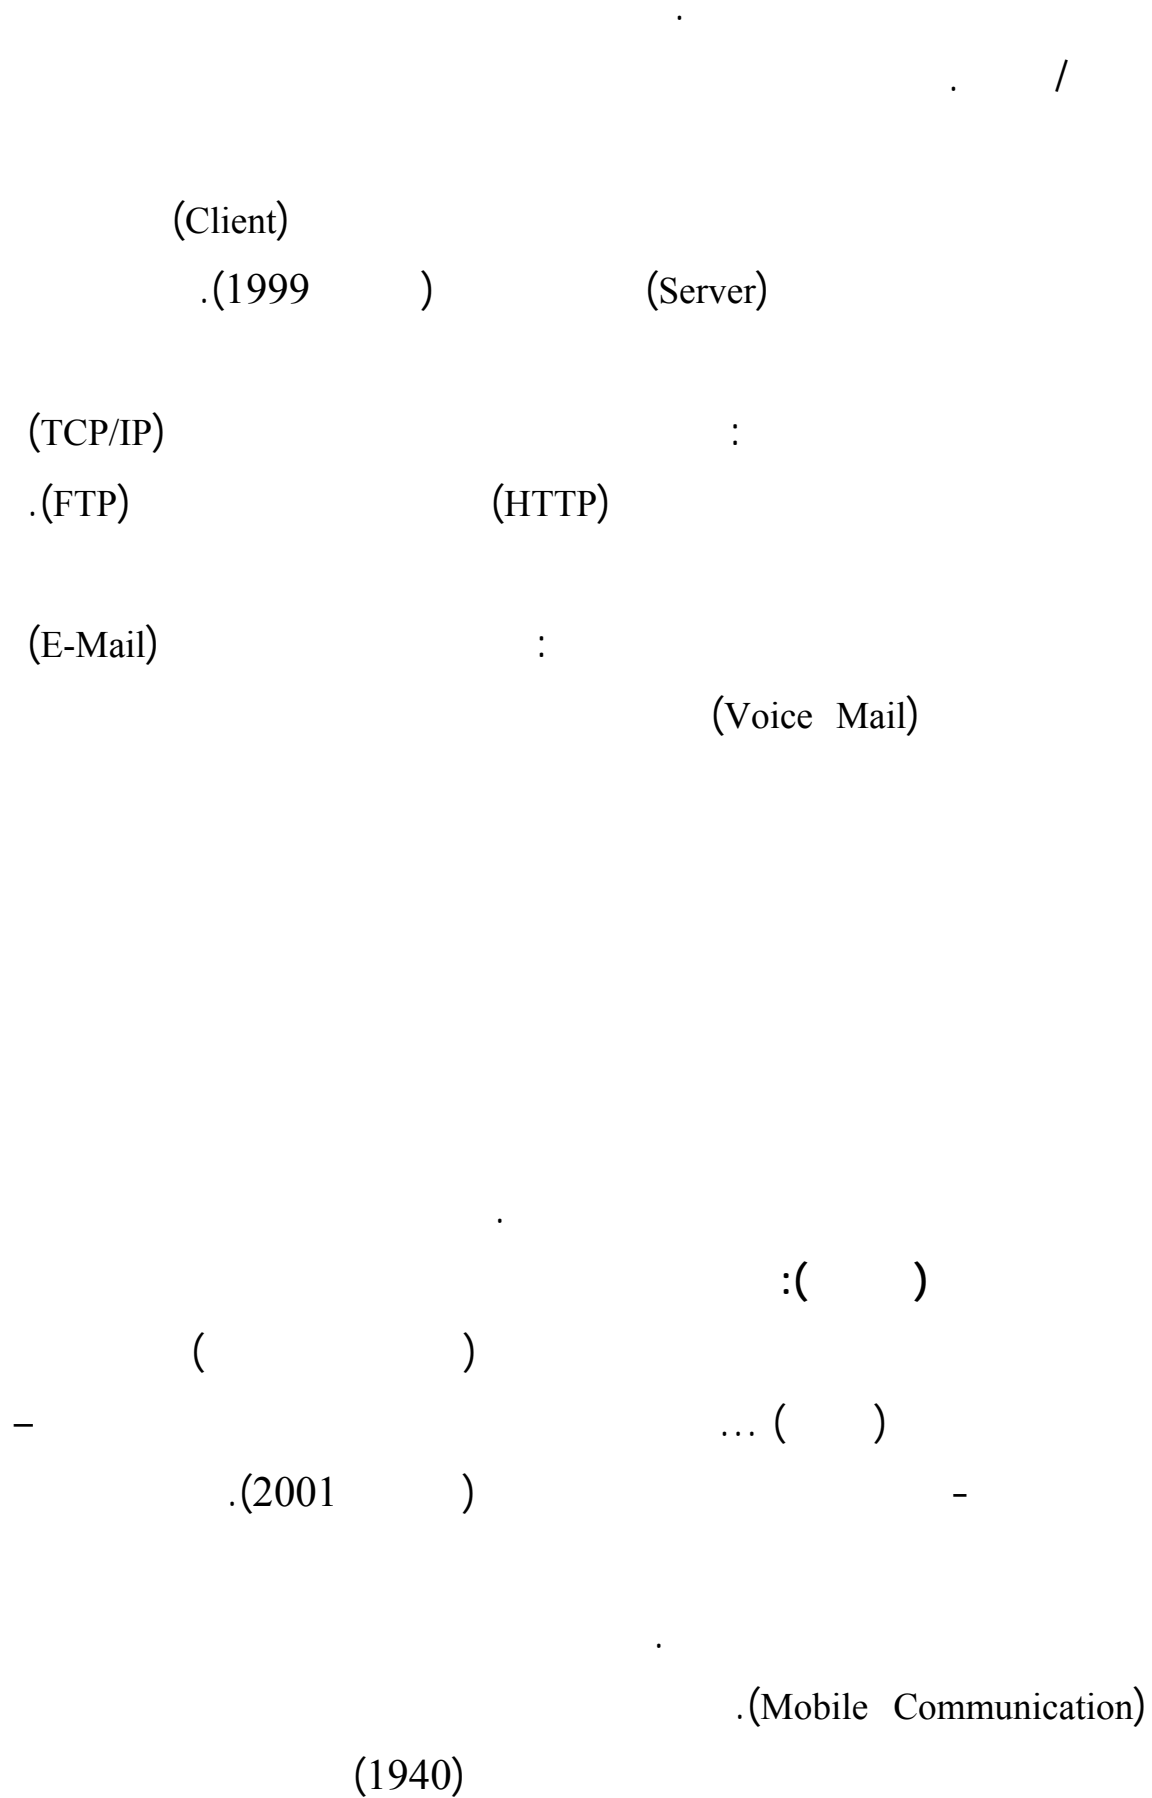 .
/ .
(Client)
(Server) ( 1999).
: (TCP/IP)
(HTTP) (FTP).
: (E-Mail)
(Voice Mail)
.
( ):
( )
( ) ... –
- ( 2001).
.
(Mobile Communication).
(1940)